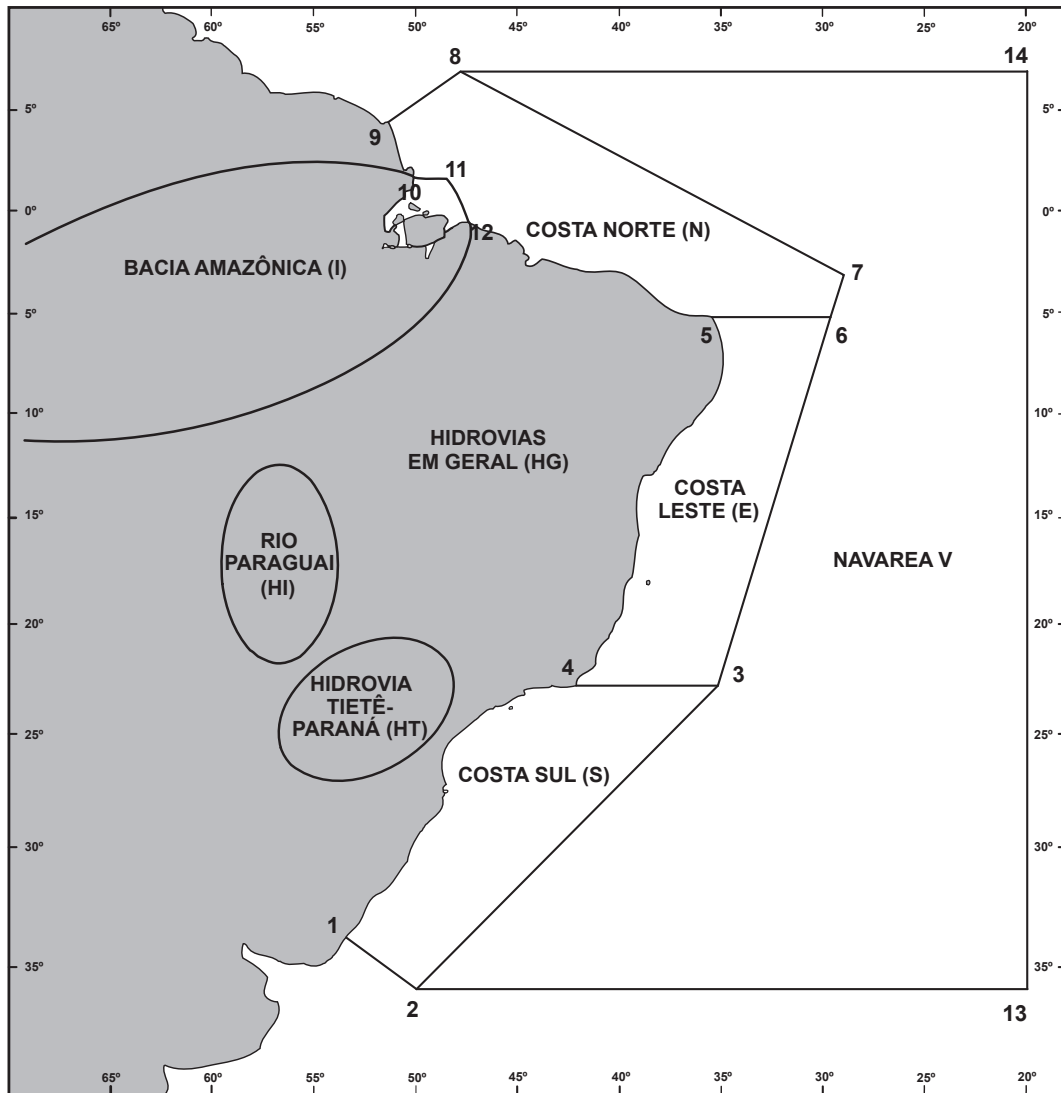 65º 60º 55º 50º 45º 40º 35º 30º 25º 20º
8 14
5º 5º
9
11
10
0º 0º
12
COSTA NORTE (N)
BACIA AMAZÔNICA (I)
7
5º 5º
5 6
10º 10º
HIDROVIAS
EM GERAL (HG)
COSTA
LESTE (E)
15º 15º
RIO
PARAGUAI
(HI)
NAVAREA V
20º 20º
4 3
HIDROVIA
TIETÊ-
PARANÁ (HT)
25º 25º
COSTA SUL (S)
30º 30º
1
35º 35º
2 13
65º 60º 55º 50º 45º 40º 35º 30º 25º 20º